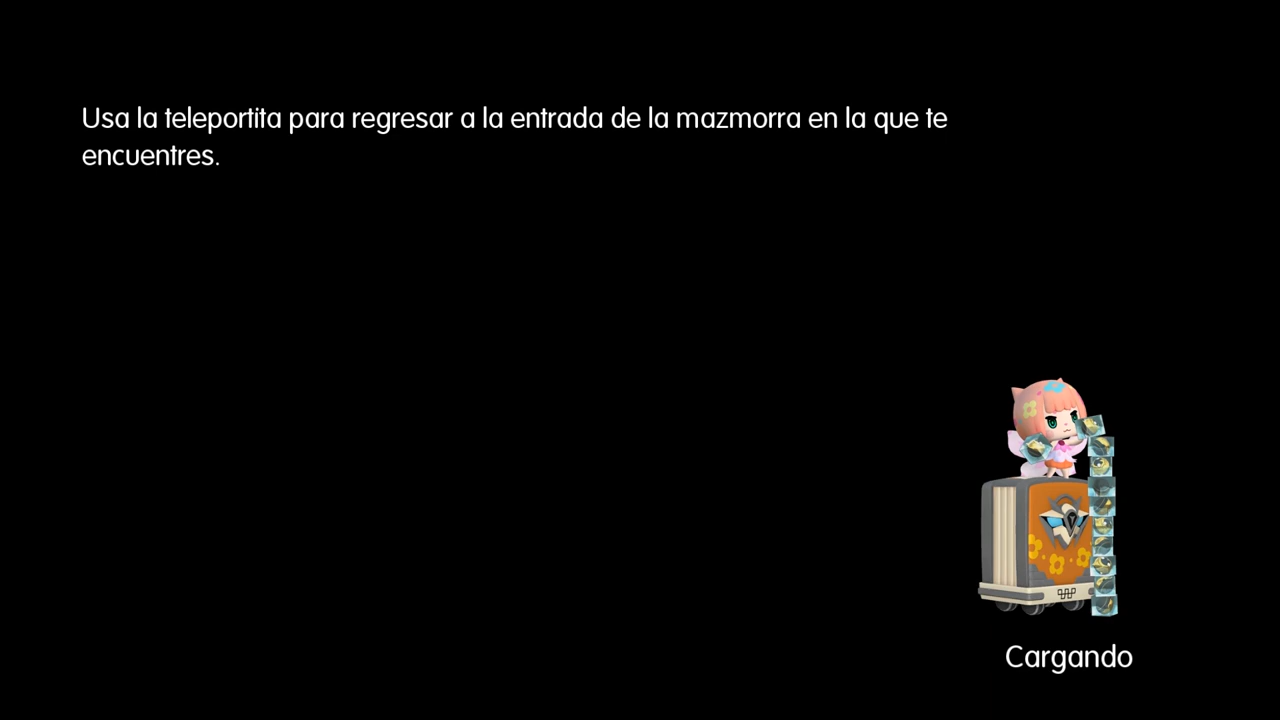 Usa la teleportita para regresar a la entrada de la mazmorra en la que te
encuentres.
Cargando